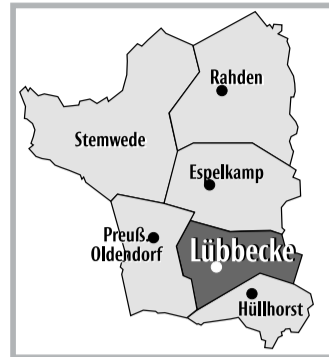 Rahden
Stemwede
Espelkamp
Preuß.
Oldendorf
Lübbecke
Hüllhorst